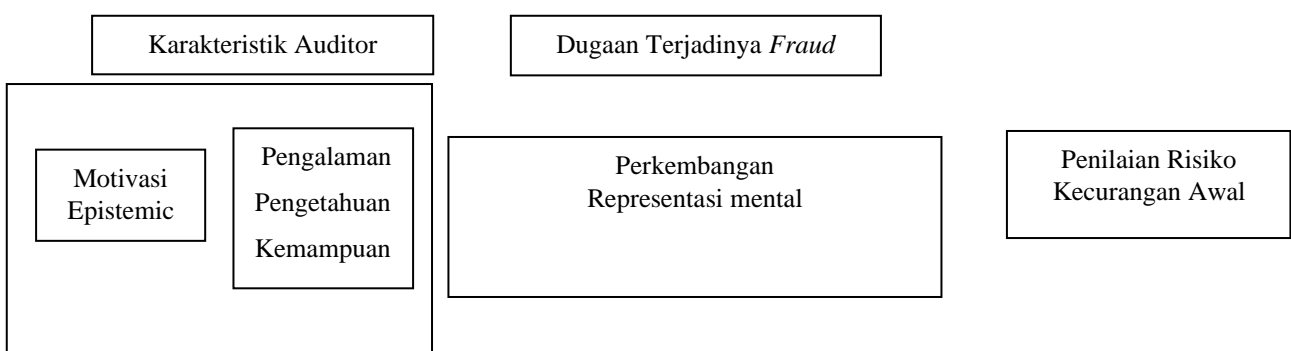 Karakteristik Auditor
Dugaan Terjadinya Fraud
Motivasi
Epistemic
Pengalaman
Pengetahuan
Kemampuan
Perkembangan
Representasi mental
Penilaian Risiko
Kecurangan Awal